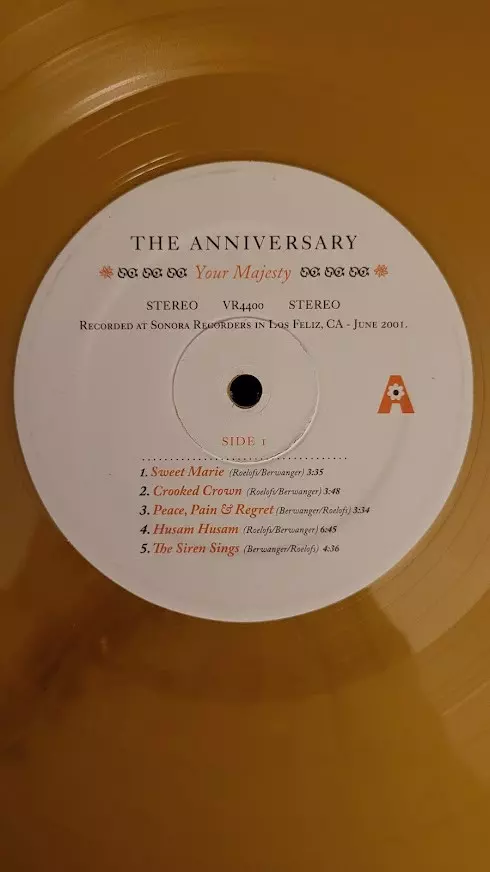 THE ANNIVERSARY
Your Majesty
STEREO VR4400 STEREO
RECORDED AT SONORA RECORDERS IN LOS FELIZ, CA - JUNE 2001.
A
SIDE 1
1. Sweet Marie (Roelofs/Berwanger) 3:35
2. Crooked Crown (Roelofs/Berwanger) 3:48
3. Peace, Pain & Regret (Berwanger/Roelofs) 3:34
4. Husam Husam (Roelofs/Berwanger) 6:45
5. The Siren Sings (Berwanger/Roelofs) 4:36